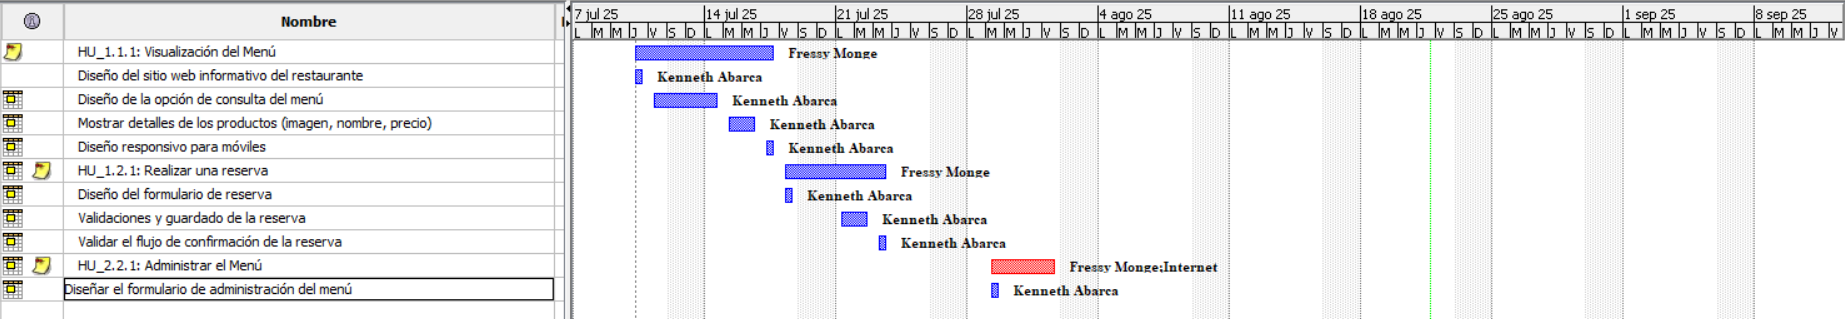 Nombre
7 jul 25 14 jul 25 21 jul 25 28 jul 25 4 ago 25 11 ago 25 18 ago 25 25 ago 25 1 sep 25 8 sep 25
L M M J V S D L M M J V S D L M M J V S D L M M J V S D L M M J V S D L M M J V S D L M M J V S D L M M J V S D L M M J V S D L M M J V
HU_1.1.1: Visualización del Menú Fressy Monge
Diseño del sitio web informativo del restaurante Kenneth Abarca
Diseño de la opción de consulta del menú Kenneth Abarca
Mostrar detalles de los productos (imagen, nombre, precio) Kenneth Abarca
Diseño responsivo para móviles Kenneth Abarca
HU_1.2.1: Realizar una reserva Fressy Monge
Diseño del formulario de reserva Kenneth Abarca
Validaciones y guardado de la reserva Kenneth Abarca
Validar el flujo de confirmación de la reserva Kenneth Abarca
HU_2.2.1: Administrar el Menú Fressy Monge;Internet
Diseñar el formulario de administración del menú Kenneth Abarca